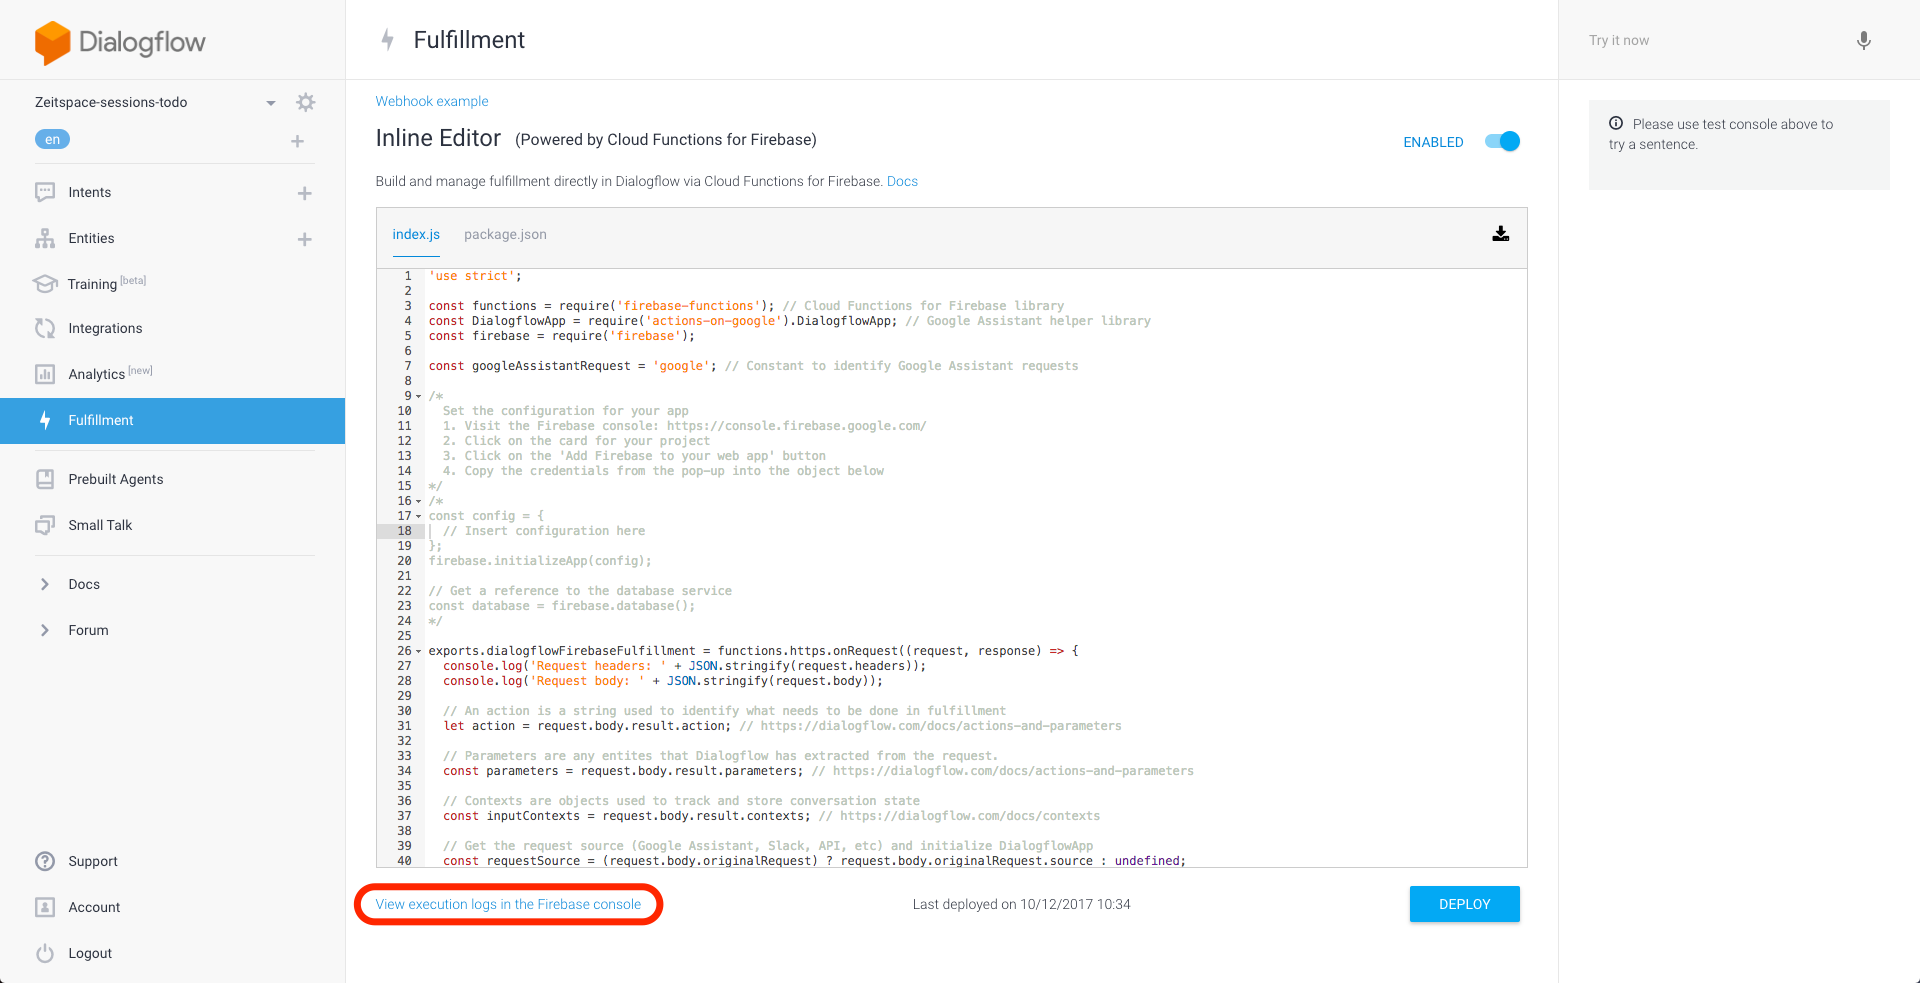 Dialogflow
Zeitspace-sessions-todo
en
Intents
Entities
Training [beta]
Integrations
Analytics [new]
Fulfillment
Prebuilt Agents
Small Talk
Docs
Forum
Support
Account
Logout
Fulfillment
Webhook example
Inline Editor (Powered by Cloud Functions for Firebase)
ENABLED
Build and manage fulfillment directly in Dialogflow via Cloud Functions for Firebase. Docs
index.js package.json
1 'use strict';
2
3 const functions = require('firebase-functions'); // Cloud Functions for Firebase library
4 const DialogflowApp = require('actions-on-google').DialogflowApp; // Google Assistant helper library
5 const firebase = require('firebase');
6
7 const googleAssistantRequest = 'google'; // Constant to identify Google Assistant requests
8
9 /*
10 Set the configuration for your app
11 1. Visit the Firebase console: https://console.firebase.google.com/
12 2. Click on the card for your project
13 3. Click on the 'Add Firebase to your web app' button
14 4. Copy the credentials from the pop-up into the object below
15 */
16 /*
17 const config = {
18 // Insert configuration here
19 };
20 firebase.initializeApp(config);
21
22 // Get a reference to the database service
23 const database = firebase.database();
24 */
25
26 exports.dialogflowFirebaseFulfillment = functions.https.onRequest((request, response) => {
27 console.log('Request headers: ' + JSON.stringify(request.headers));
28 console.log('Request body: ' + JSON.stringify(request.body));
29
30 // An action is a string used to identify what needs to be done in fulfillment
31 let action = request.body.result.action; // https://dialogflow.com/docs/actions-and-parameters
32
33 // Parameters are any entites that Dialogflow has extracted from the request.
34 const parameters = request.body.result.parameters; // https://dialogflow.com/docs/actions-and-parameters
35
36 // Contexts are objects used to track and store conversation state
37 const inputContexts = request.body.result.contexts; // https://dialogflow.com/docs/contexts
38
39 // Get the request source (Google Assistant, Slack, API, etc) and initialize DialogflowApp
40 const requestSource = (request.body.originalRequest) ? request.body.originalRequest.source : undefined;
View execution logs in the Firebase console
Last deployed on 10/12/2017 10:34
DEPLOY
Try it now
Please use test console above to
try a sentence.